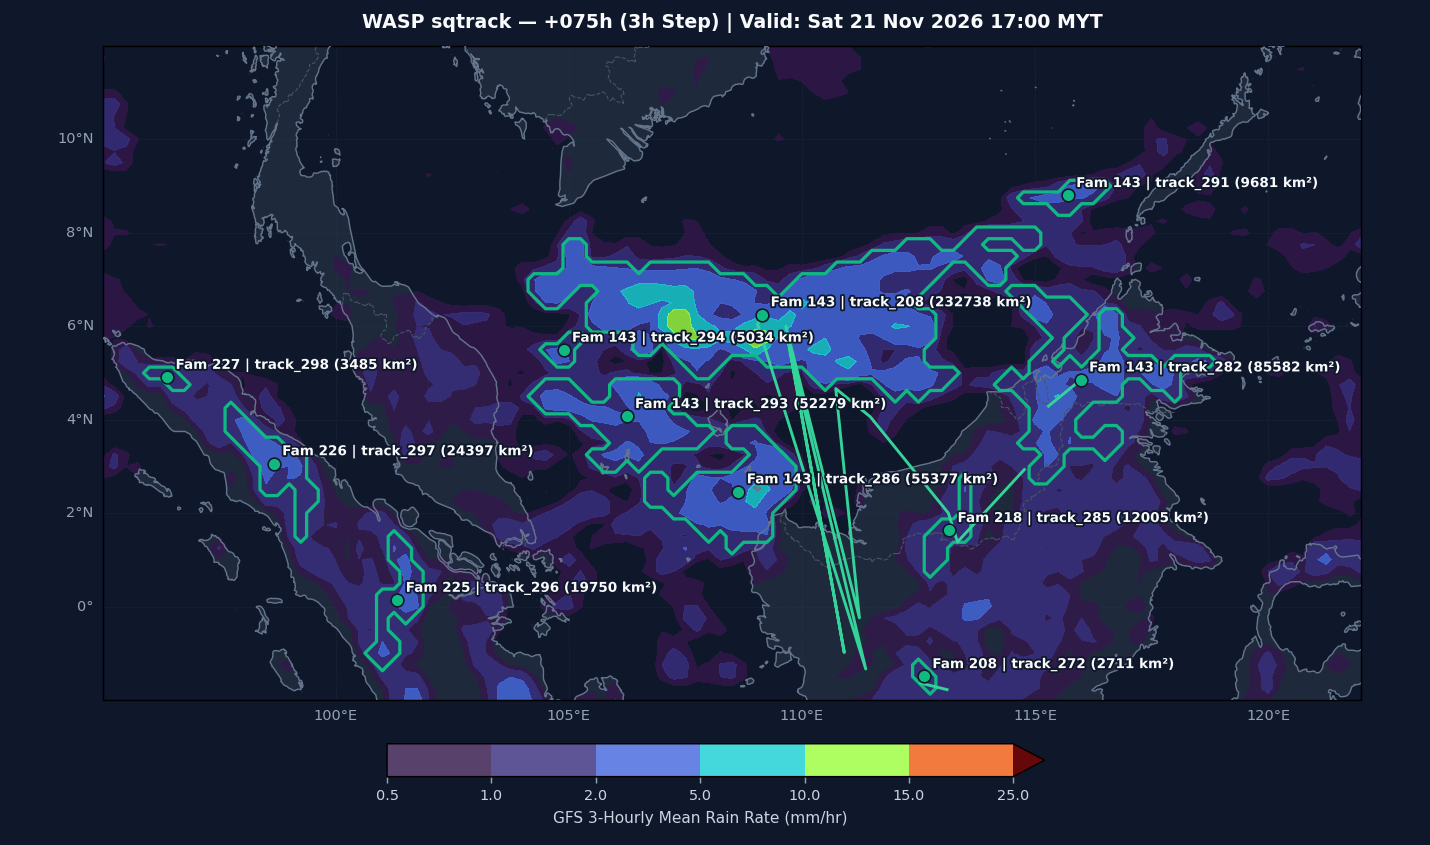 WASP sqtrack — +075h (3h Step) | Valid: Sat 21 Nov 2026 17:00 MYT
10°N
8°N
6°N
4°N
2°N
0°
Fam 143 | track_291 (9681 km²)
Fam 143 | track_208 (232738 km²)
Fam 143 | track_294 (5034 km²)
Fam 227 | track_298 (3485 km²)
Fam 143 | track_282 (85582 km²)
Fam 143 | track_293 (52279 km²)
Fam 226 | track_297 (24397 km²)
Fam 143 | track_286 (55377 km²)
Fam 218 | track_285 (12005 km²)
Fam 225 | track_296 (19750 km²)
Fam 208 | track_272 (2711 km²)
100°E 105°E 110°E 115°E 120°E
0.5 1.0 2.0 5.0 10.0 15.0 25.0
GFS 3-Hourly Mean Rain Rate (mm/hr)